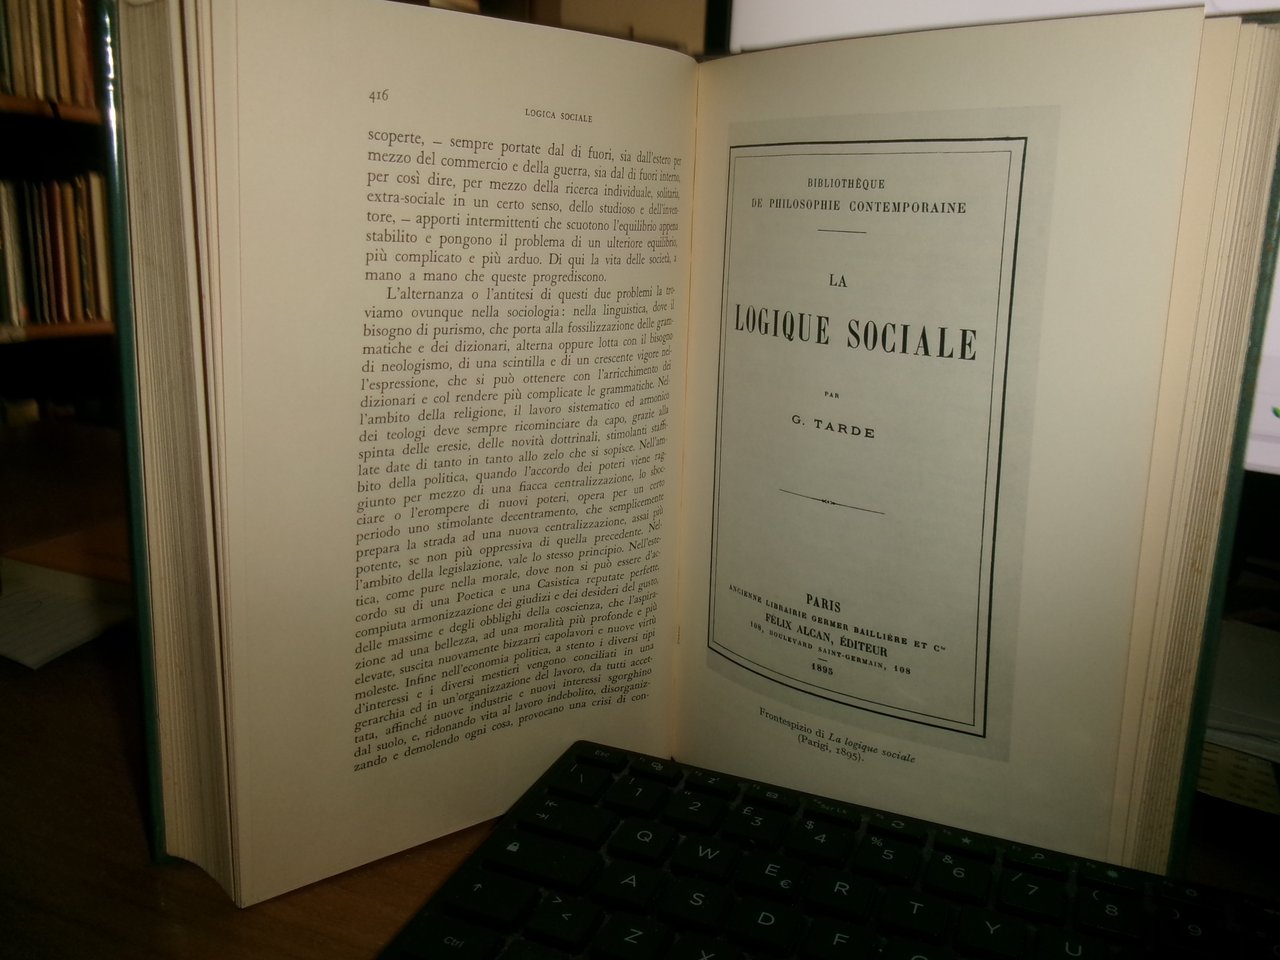 416
LOGICA SOCIALE
scoperte, – sempre portate dal di fuori, sia dall'estero per
mezzo del commercio e della guerra, sia dal di fuori interno,
per così dire, per mezzo della ricerca individuale, solitaria,
extra-sociale in un certo senso, dello studioso e dell'inven-
tore, – apporti intermittenti che scuotono l'equilibrio appena
stabilito e pongono il problema di un ulteriore equilibrio,
più complicato e più arduo. Di qui la vita delle società, a
mano a mano che queste progrediscono.
L'alternanza o l'antitesi di questi due problemi la tro-
viamo ovunque nella sociologia: nella linguistica, dove il
bisogno di purismo, che porta alla fossilizzazione delle gram-
matiche e dei dizionari, alterna oppure lotta con il bisogno
di neologismo, di una scintilla e di un crescente vigore nel-
l'espressione, che si può ottenere con l'arricchimento dei
dizionari e col rendere più complicate le grammatiche. Nel-
l'ambito della religione, il lavoro sistematico ed armonico
dei teologi deve sempre ricominciare da capo, grazie alla
spinta delle eresie, delle novità dottrinali, stimolanti staffi-
late date di tanto in tanto allo zelo che si sopisce. Nell'am-
bito della politica, quando l'accordo dei poteri viene rag-
giunto per mezzo di una fiacca centralizzazione, lo sboc-
ciare o l'erompere di nuovi poteri, opera per un certo
periodo uno stimolante decentramento, che semplicemente
prepara la strada ad una nuova centralizzazione, assai più
potente, se non più oppressiva di quella precedente. Nel-
l'ambito della legislazione, vale lo stesso principio. Nell'este-
tica, come pure nella morale, dove non si può essere d'ac-
cordo su di una Poetica e una Casistica reputate perfette,
compiuta armonizzazione dei giudizi e dei desideri del gusto,
delle massime e degli obblighi della coscienza, che l'aspira-
zione ad una bellezza, ad una moralità più profonde e più
elevate, suscita nuovamente bizzarri capolavori e nuove virtù
moleste. Infine nell'economia politica, a stento i diversi tipi
d'interessi e i diversi mestieri vengono conciliati in una
gerarchia ed in un'organizzazione del lavoro, da tutti accet-
tata, affinché nuove industrie e nuovi interessi sgorghino
dal suolo, e, ridonando vita al lavoro indebolito, disorganiz-
zando e demolendo ogni cosa, provocano una crisi di con-
BIBLIOTHÈQUE
DE PHILOSOPHIE CONTEMPORAINE
LA
LOGIQUE SOCIALE
PAR
G. TARDE
PARIS
ANCIENNE LIBRAIRIE GERMER BAILLIÈRE ET Cie
FÉLIX ALCAN, ÉDITEUR
108, BOULEVARD SAINT-GERMAIN, 108
1895
Frontespizio di La logique sociale
(Parigi, 1895).
esc
\ | 1 " 2 £ 3 $ 4 % 5 & 6 / 7 ( 8 ) 9
Q W E € R T Y U
A S D F G H
Ctrl > < Z X